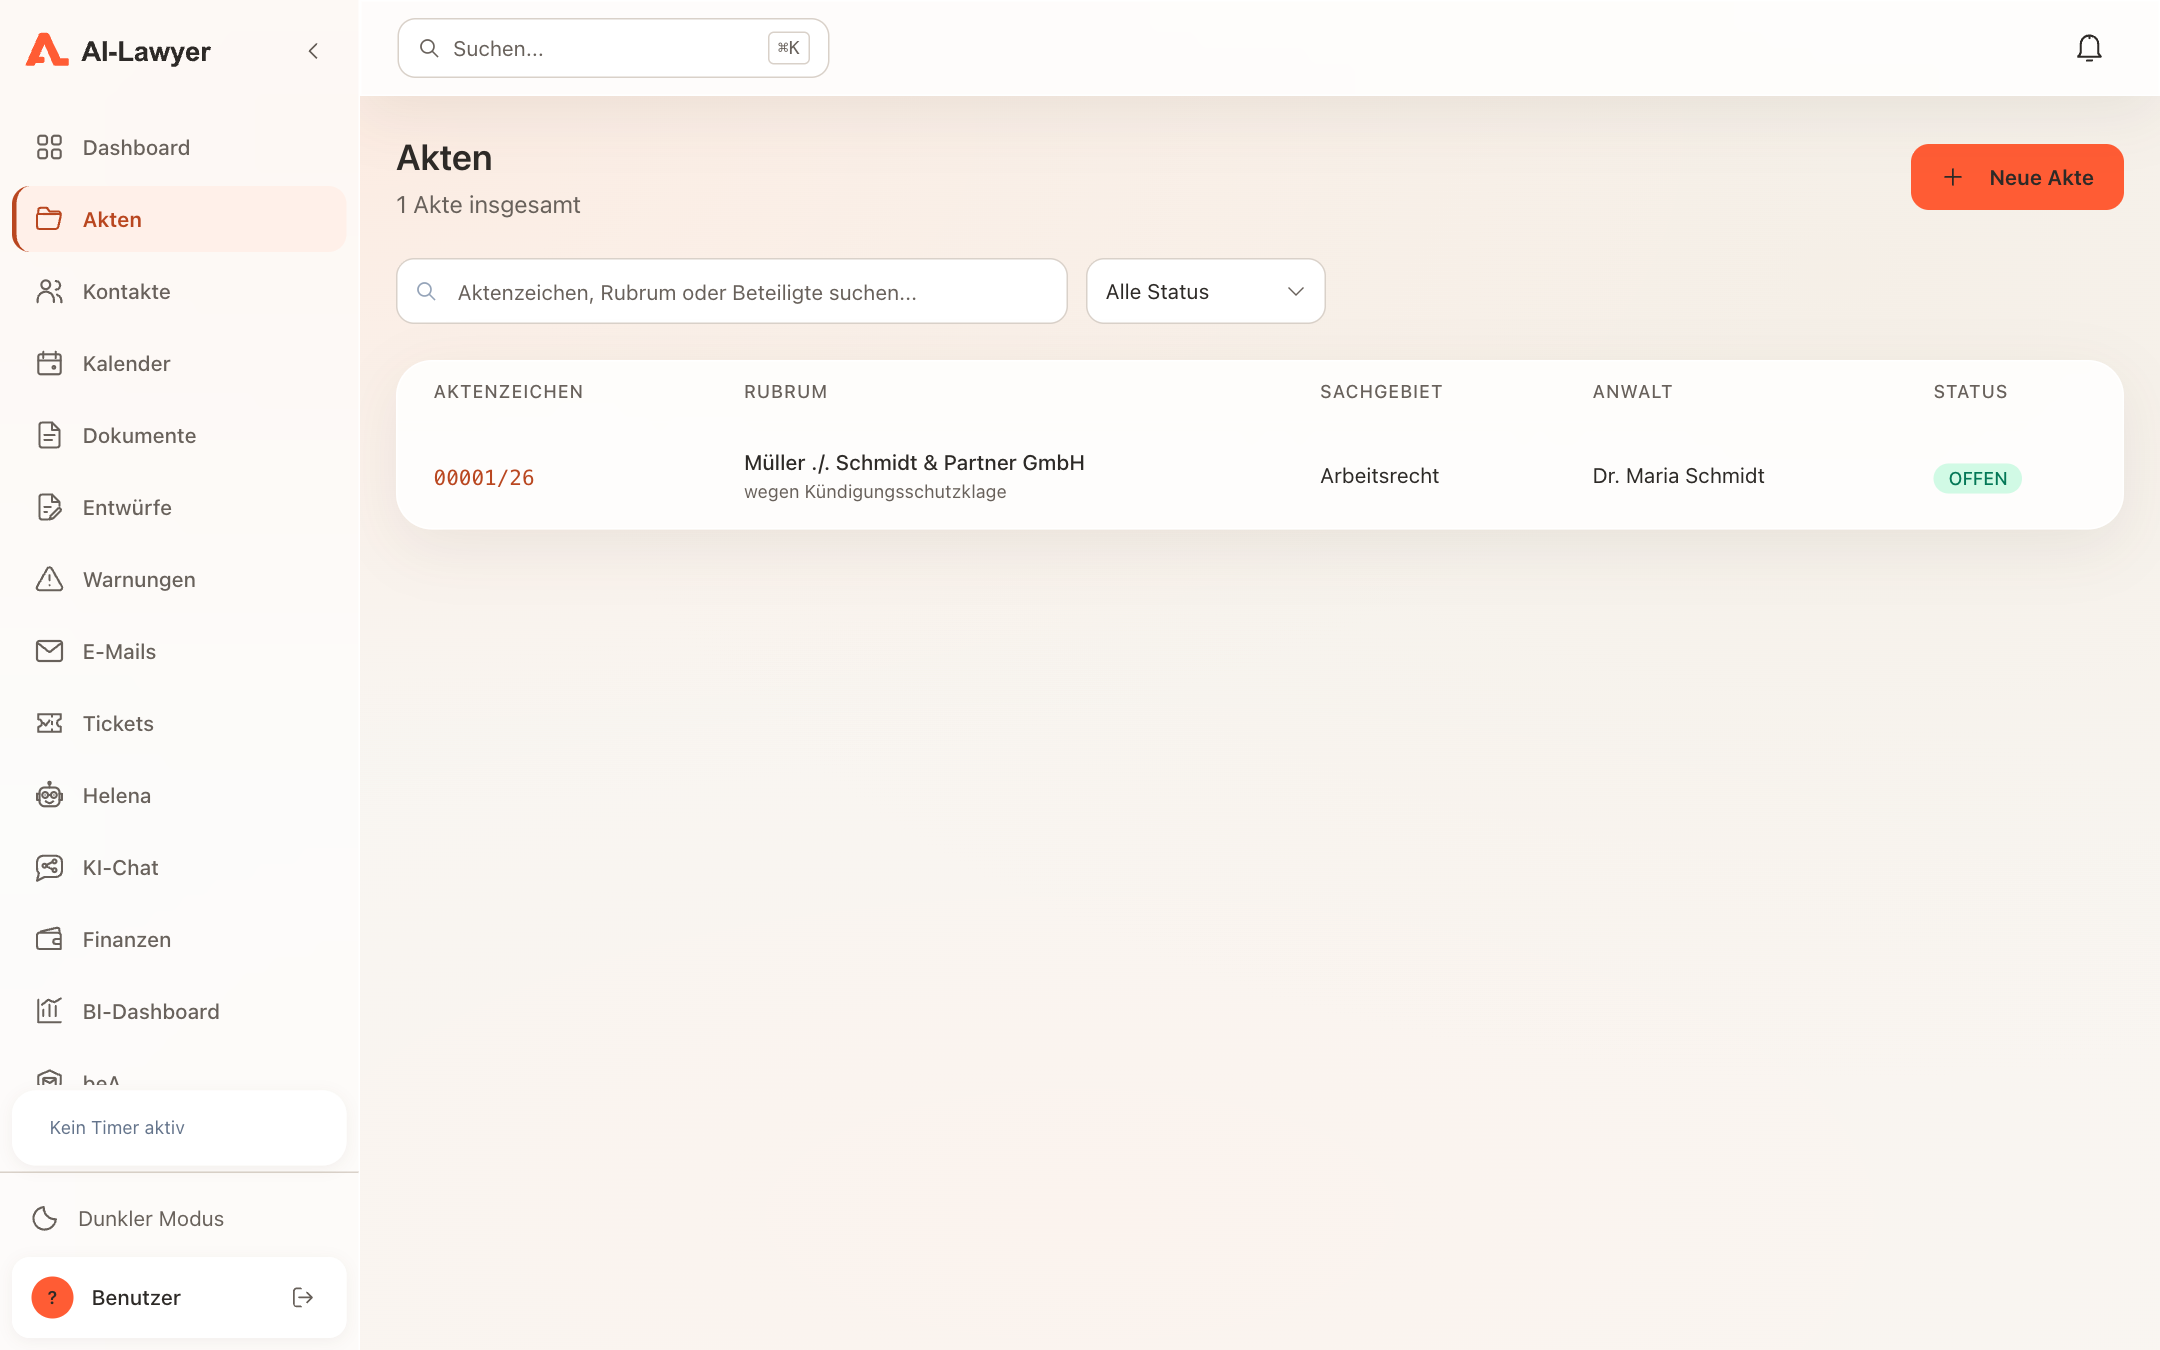 AI-Lawyer
Suchen...
⌘K
Dashboard
Akten
Kontakte
Kalender
Dokumente
Entwürfe
Warnungen
E-Mails
Tickets
Helena
KI-Chat
Finanzen
BI-Dashboard
beA
Kein Timer aktiv
Dunkler Modus
?
Benutzer
Akten
1 Akte insgesamt
Neue Akte
Aktenzeichen, Rubrum oder Beteiligte suchen...
Alle Status
AKTENZEICHEN RUBRUM SACHGEBIET ANWALT STATUS
00001/26 Müller ./. Schmidt & Partner GmbH Arbeitsrecht Dr. Maria Schmidt OFFEN
wegen Kündigungsschutzklage